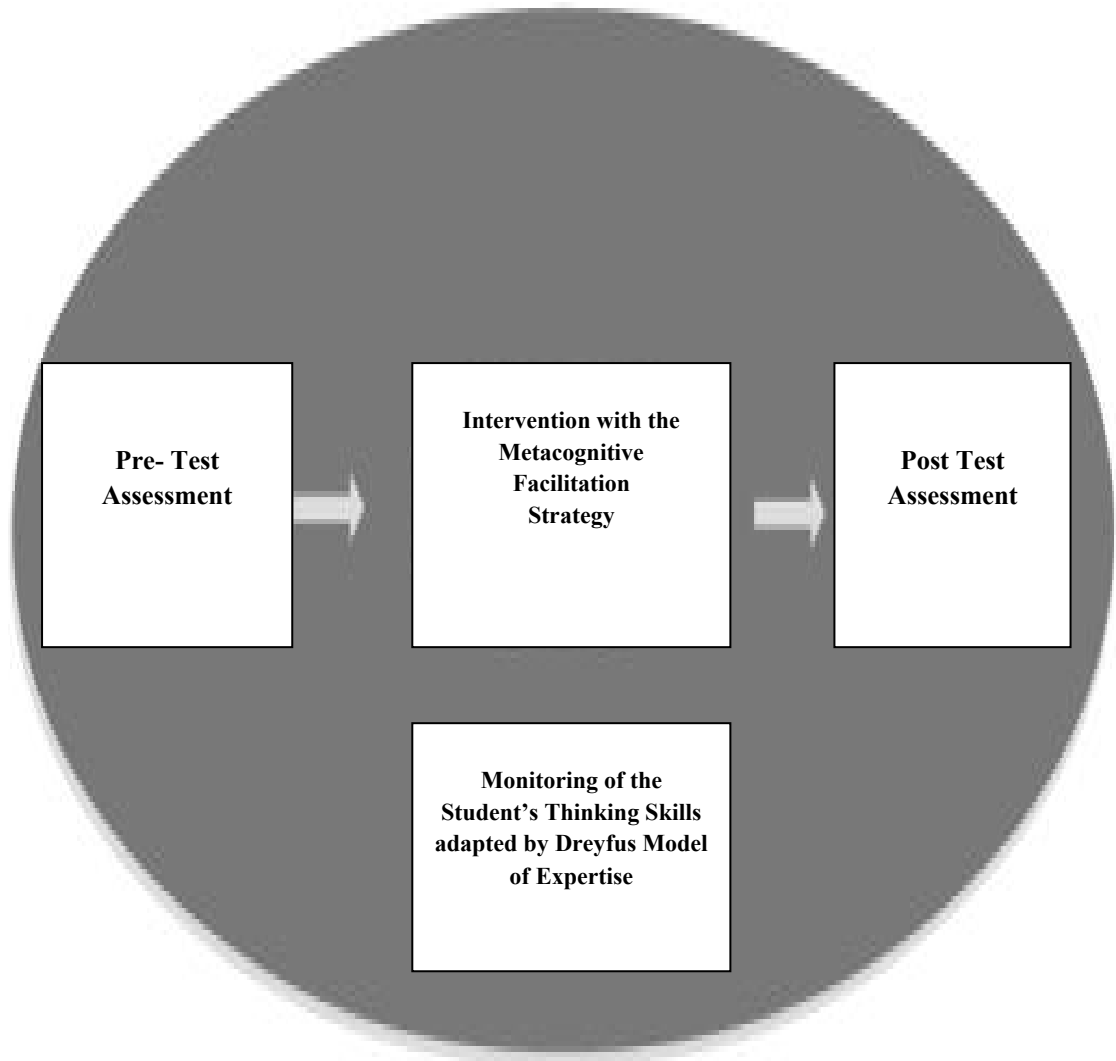 Pre- Test
Assessment
Intervention with the
Metacognitive
Facilitation
Strategy
Post Test
Assessment
Monitoring of the
Student’s Thinking Skills
adapted by Dreyfus Model
of Expertise